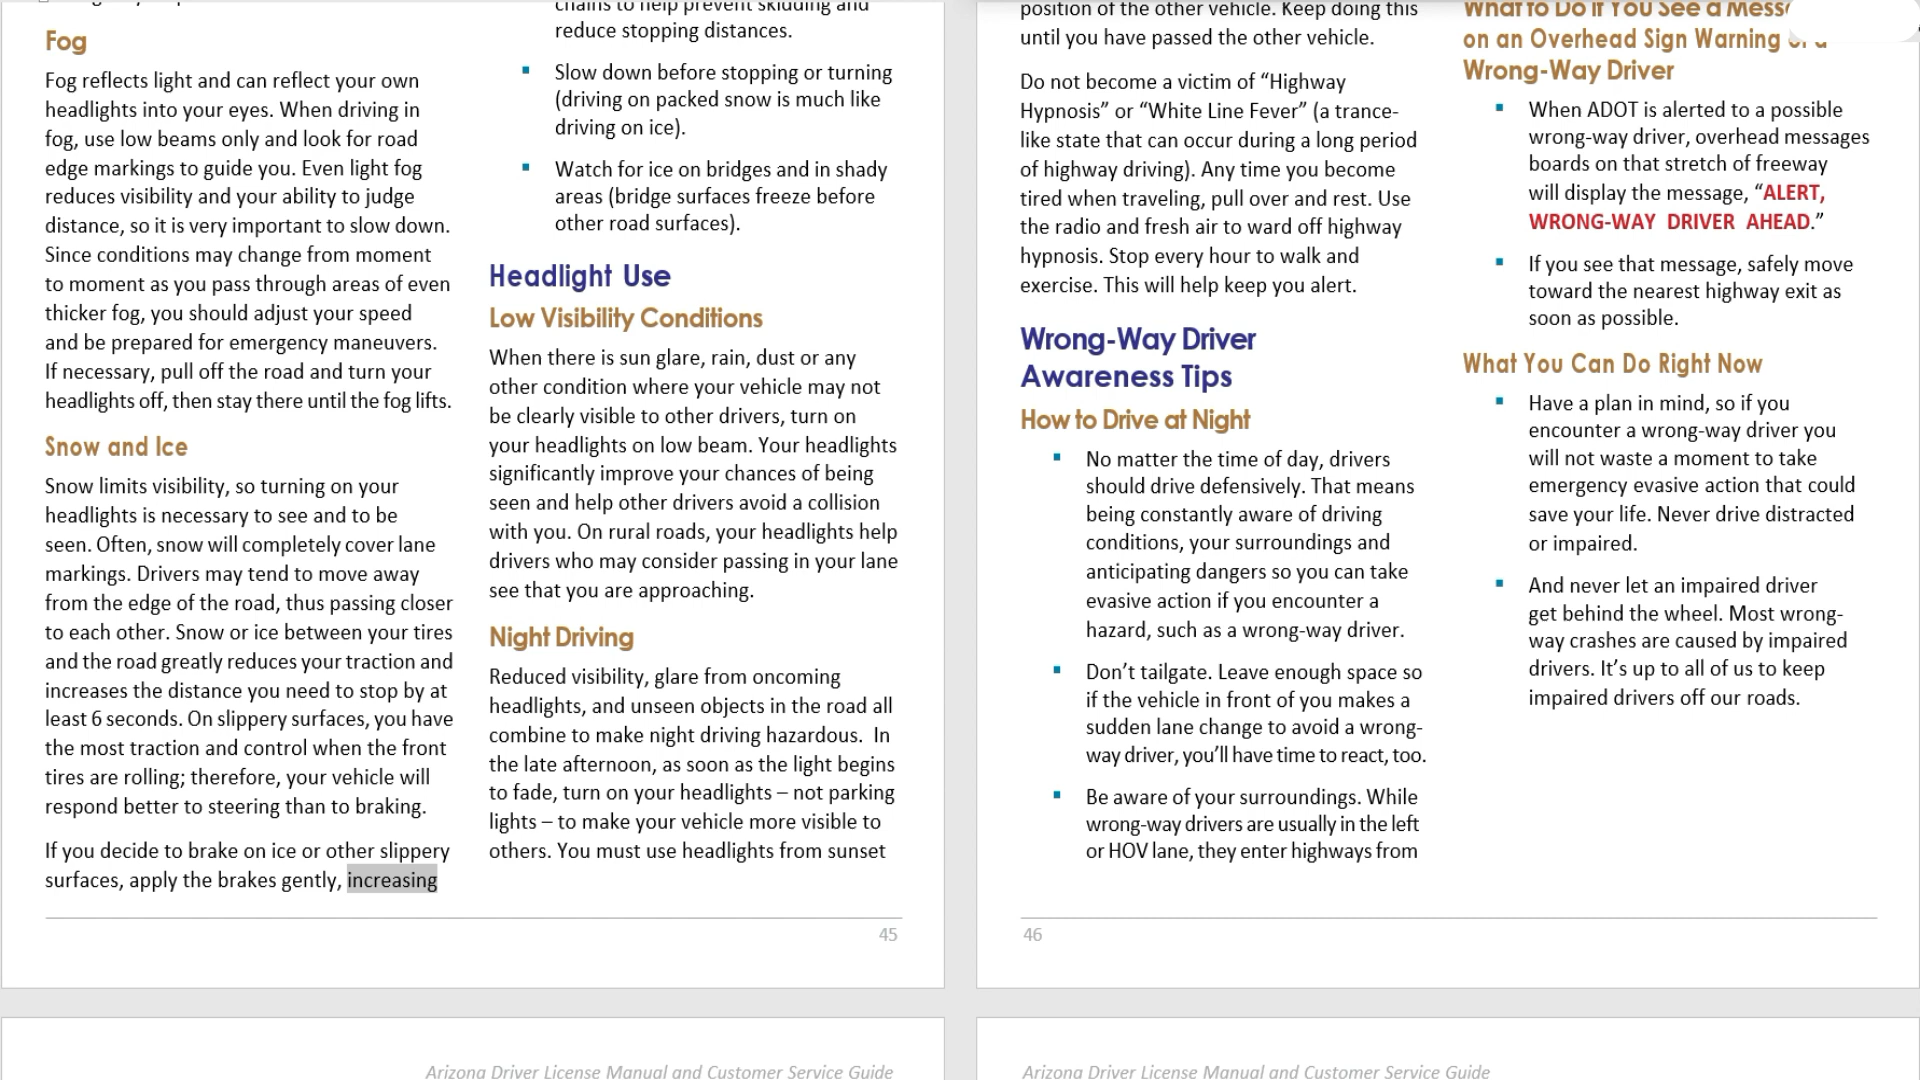 Fog
Fog reflects light and can reflect your own
headlights into your eyes. When driving in
fog, use low beams only and look for road
edge markings to guide you. Even light fog
reduces visibility and your ability to judge
distance, so it is very important to slow down.
Since conditions may change from moment
to moment as you pass through areas of even
thicker fog, you should adjust your speed
and be prepared for emergency maneuvers.
If necessary, pull off the road and turn your
headlights off, then stay there until the fog lifts.
Snow and Ice
Snow limits visibility, so turning on your
headlights is necessary to see and to be
seen. Often, snow will completely cover lane
markings. Drivers may tend to move away
from the edge of the road, thus passing closer
to each other. Snow or ice between your tires
and the road greatly reduces your traction and
increases the distance you need to stop by at
least 6 seconds. On slippery surfaces, you have
the most traction and control when the front
tires are rolling; therefore, your vehicle will
respond better to steering than to braking.
If you decide to brake on ice or other slippery
surfaces, apply the brakes gently, increasing
chains to help prevent skidding and
reduce stopping distances.
▪ Slow down before stopping or turning
(driving on packed snow is much like
driving on ice).
▪ Watch for ice on bridges and in shady
areas (bridge surfaces freeze before
other road surfaces).
Headlight Use
Low Visibility Conditions
When there is sun glare, rain, dust or any
other condition where your vehicle may not
be clearly visible to other drivers, turn on
your headlights on low beam. Your headlights
significantly improve your chances of being
seen and help other drivers avoid a collision
with you. On rural roads, your headlights help
drivers who may consider passing in your lane
see that you are approaching.
Night Driving
Reduced visibility, glare from oncoming
headlights, and unseen objects in the road all
combine to make night driving hazardous. In
the late afternoon, as soon as the light begins
to fade, turn on your headlights – not parking
lights – to make your vehicle more visible to
others. You must use headlights from sunset
45
position of the other vehicle. Keep doing this
until you have passed the other vehicle.
Do not become a victim of “Highway
Hypnosis” or “White Line Fever” (a trance-
like state that can occur during a long period
of highway driving). Any time you become
tired when traveling, pull over and rest. Use
the radio and fresh air to ward off highway
hypnosis. Stop every hour to walk and
exercise. This will help keep you alert.
Wrong-Way Driver
Awareness Tips
How to Drive at Night
▪ No matter the time of day, drivers
should drive defensively. That means
being constantly aware of driving
conditions, your surroundings and
anticipating dangers so you can take
evasive action if you encounter a
hazard, such as a wrong-way driver.
▪ Don’t tailgate. Leave enough space so
if the vehicle in front of you makes a
sudden lane change to avoid a wrong-
way driver, you’ll have time to react, too.
▪ Be aware of your surroundings. While
wrong-way drivers are usually in the left
or HOV lane, they enter highways from
What to Do if You See a
on an Overhead Sign Warning
Wrong-Way Driver
▪ When ADOT is alerted to a possible
wrong-way driver, overhead messages
boards on that stretch of freeway
will display the message, “ALERT,
WRONG-WAY DRIVER AHEAD.”
▪ If you see that message, safely move
toward the nearest highway exit as
soon as possible.
What You Can Do Right Now
▪ Have a plan in mind, so if you
encounter a wrong-way driver you
will not waste a moment to take
emergency evasive action that could
save your life. Never drive distracted
or impaired.
▪ And never let an impaired driver
get behind the wheel. Most wrong-
way crashes are caused by impaired
drivers. It’s up to all of us to keep
impaired drivers off our roads.
46
Arizona Driver License Manual and Customer Service Guide
Arizona Driver License Manual and Customer Service Guide